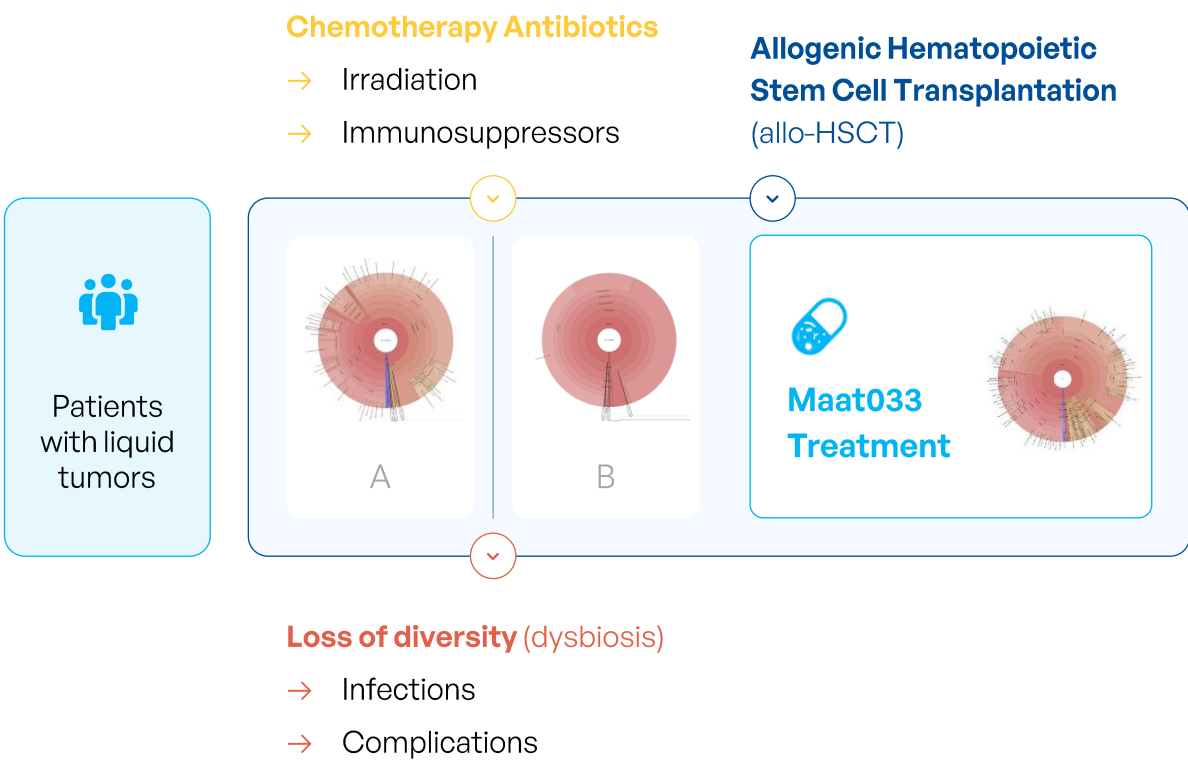 Chemotherapy Antibiotics
→ Irradiation
→ Immunosuppressors
Allogenic Hematopoietic
Stem Cell Transplantation
(allo-HSCT)
Patients
with liquid
tumors
A
B
Maat033
Treatment
Loss of diversity (dysbiosis)
→ Infections
→ Complications